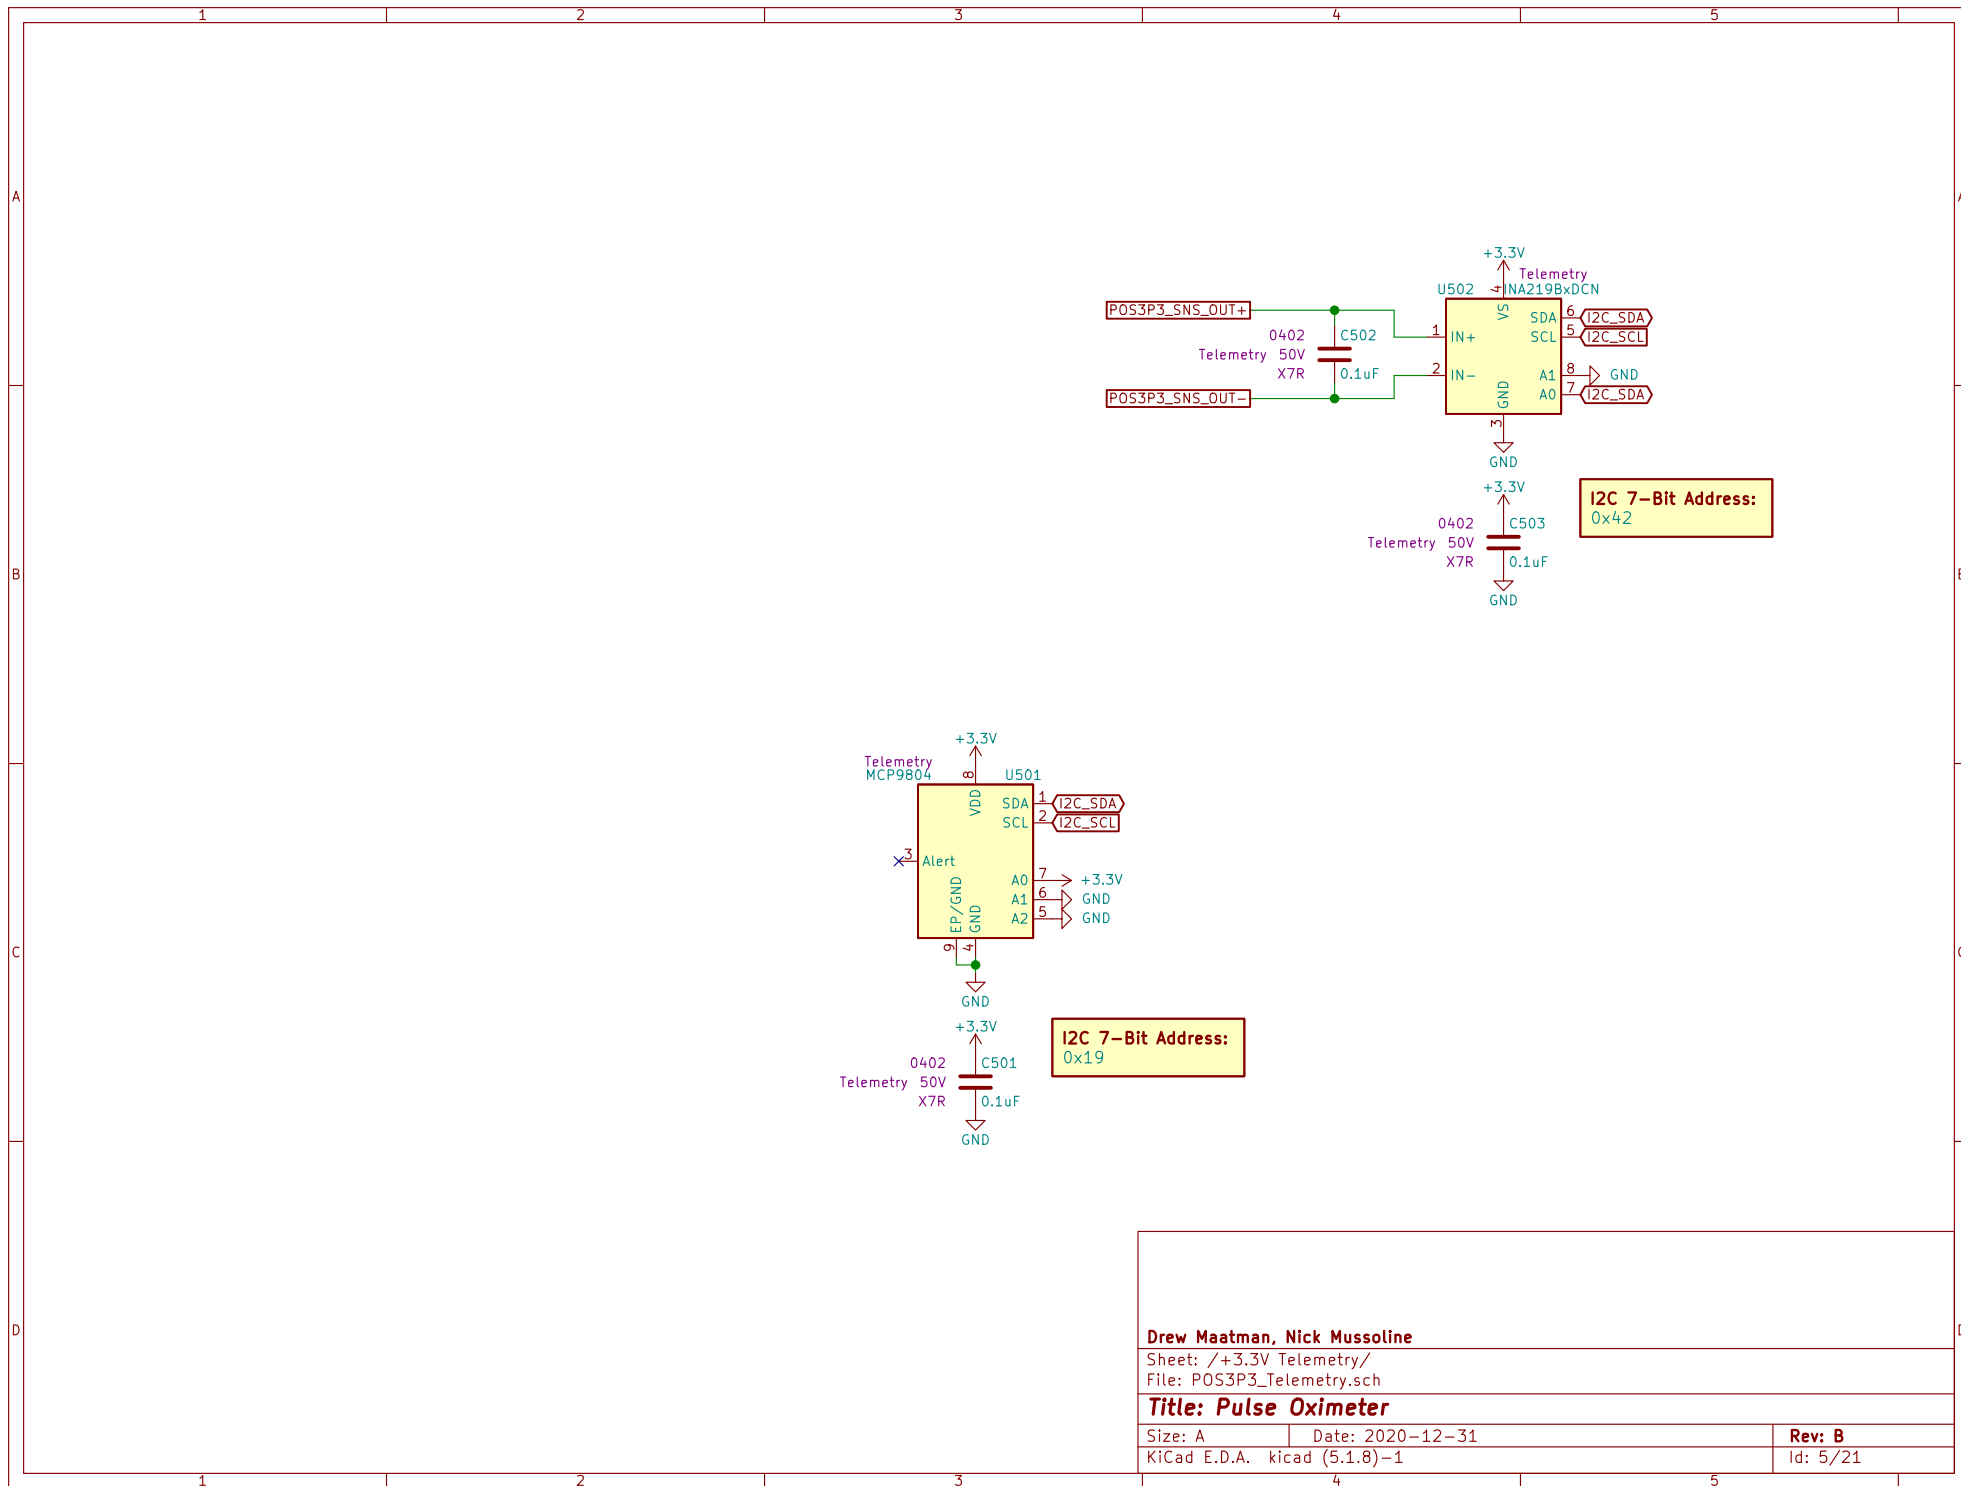 1 2 3 4 5
A
+3.3V
Telemetry
U502 INA219BxDCN
4
VS
POS3P3_SNS_OUT+
SDA 6 I2C_SDA
1 IN+ SCL 5 I2C_SCL
0402 C502
Telemetry 50V
X7R 0.1uF
2 IN- A1 8 GND
POS3P3_SNS_OUT-
GND A0 7 I2C_SDA
3
GND
+3.3V
I2C 7-Bit Address:
0x42
0402 C503
Telemetry 50V
X7R 0.1uF
B
GND
+3.3V
Telemetry
MCP9804 8 U501
VDD
SDA 1 I2C_SDA
SCL 2 I2C_SCL
3 Alert
A0 7 +3.3V
EP/GND GND A1 6 GND
A2 5 GND
9 4
C
GND
+3.3V
I2C 7-Bit Address:
0x19
0402 C501
Telemetry 50V
X7R 0.1uF
GND
D
Drew Maatman, Nick Mussoline
Sheet: /+3.3V Telemetry/
File: POS3P3_Telemetry.sch
Title: Pulse Oximeter
Size: A Date: 2020-12-31 Rev: B
KiCad E.D.A. kicad (5.1.8)-1 Id: 5/21
1 2 3 4 5